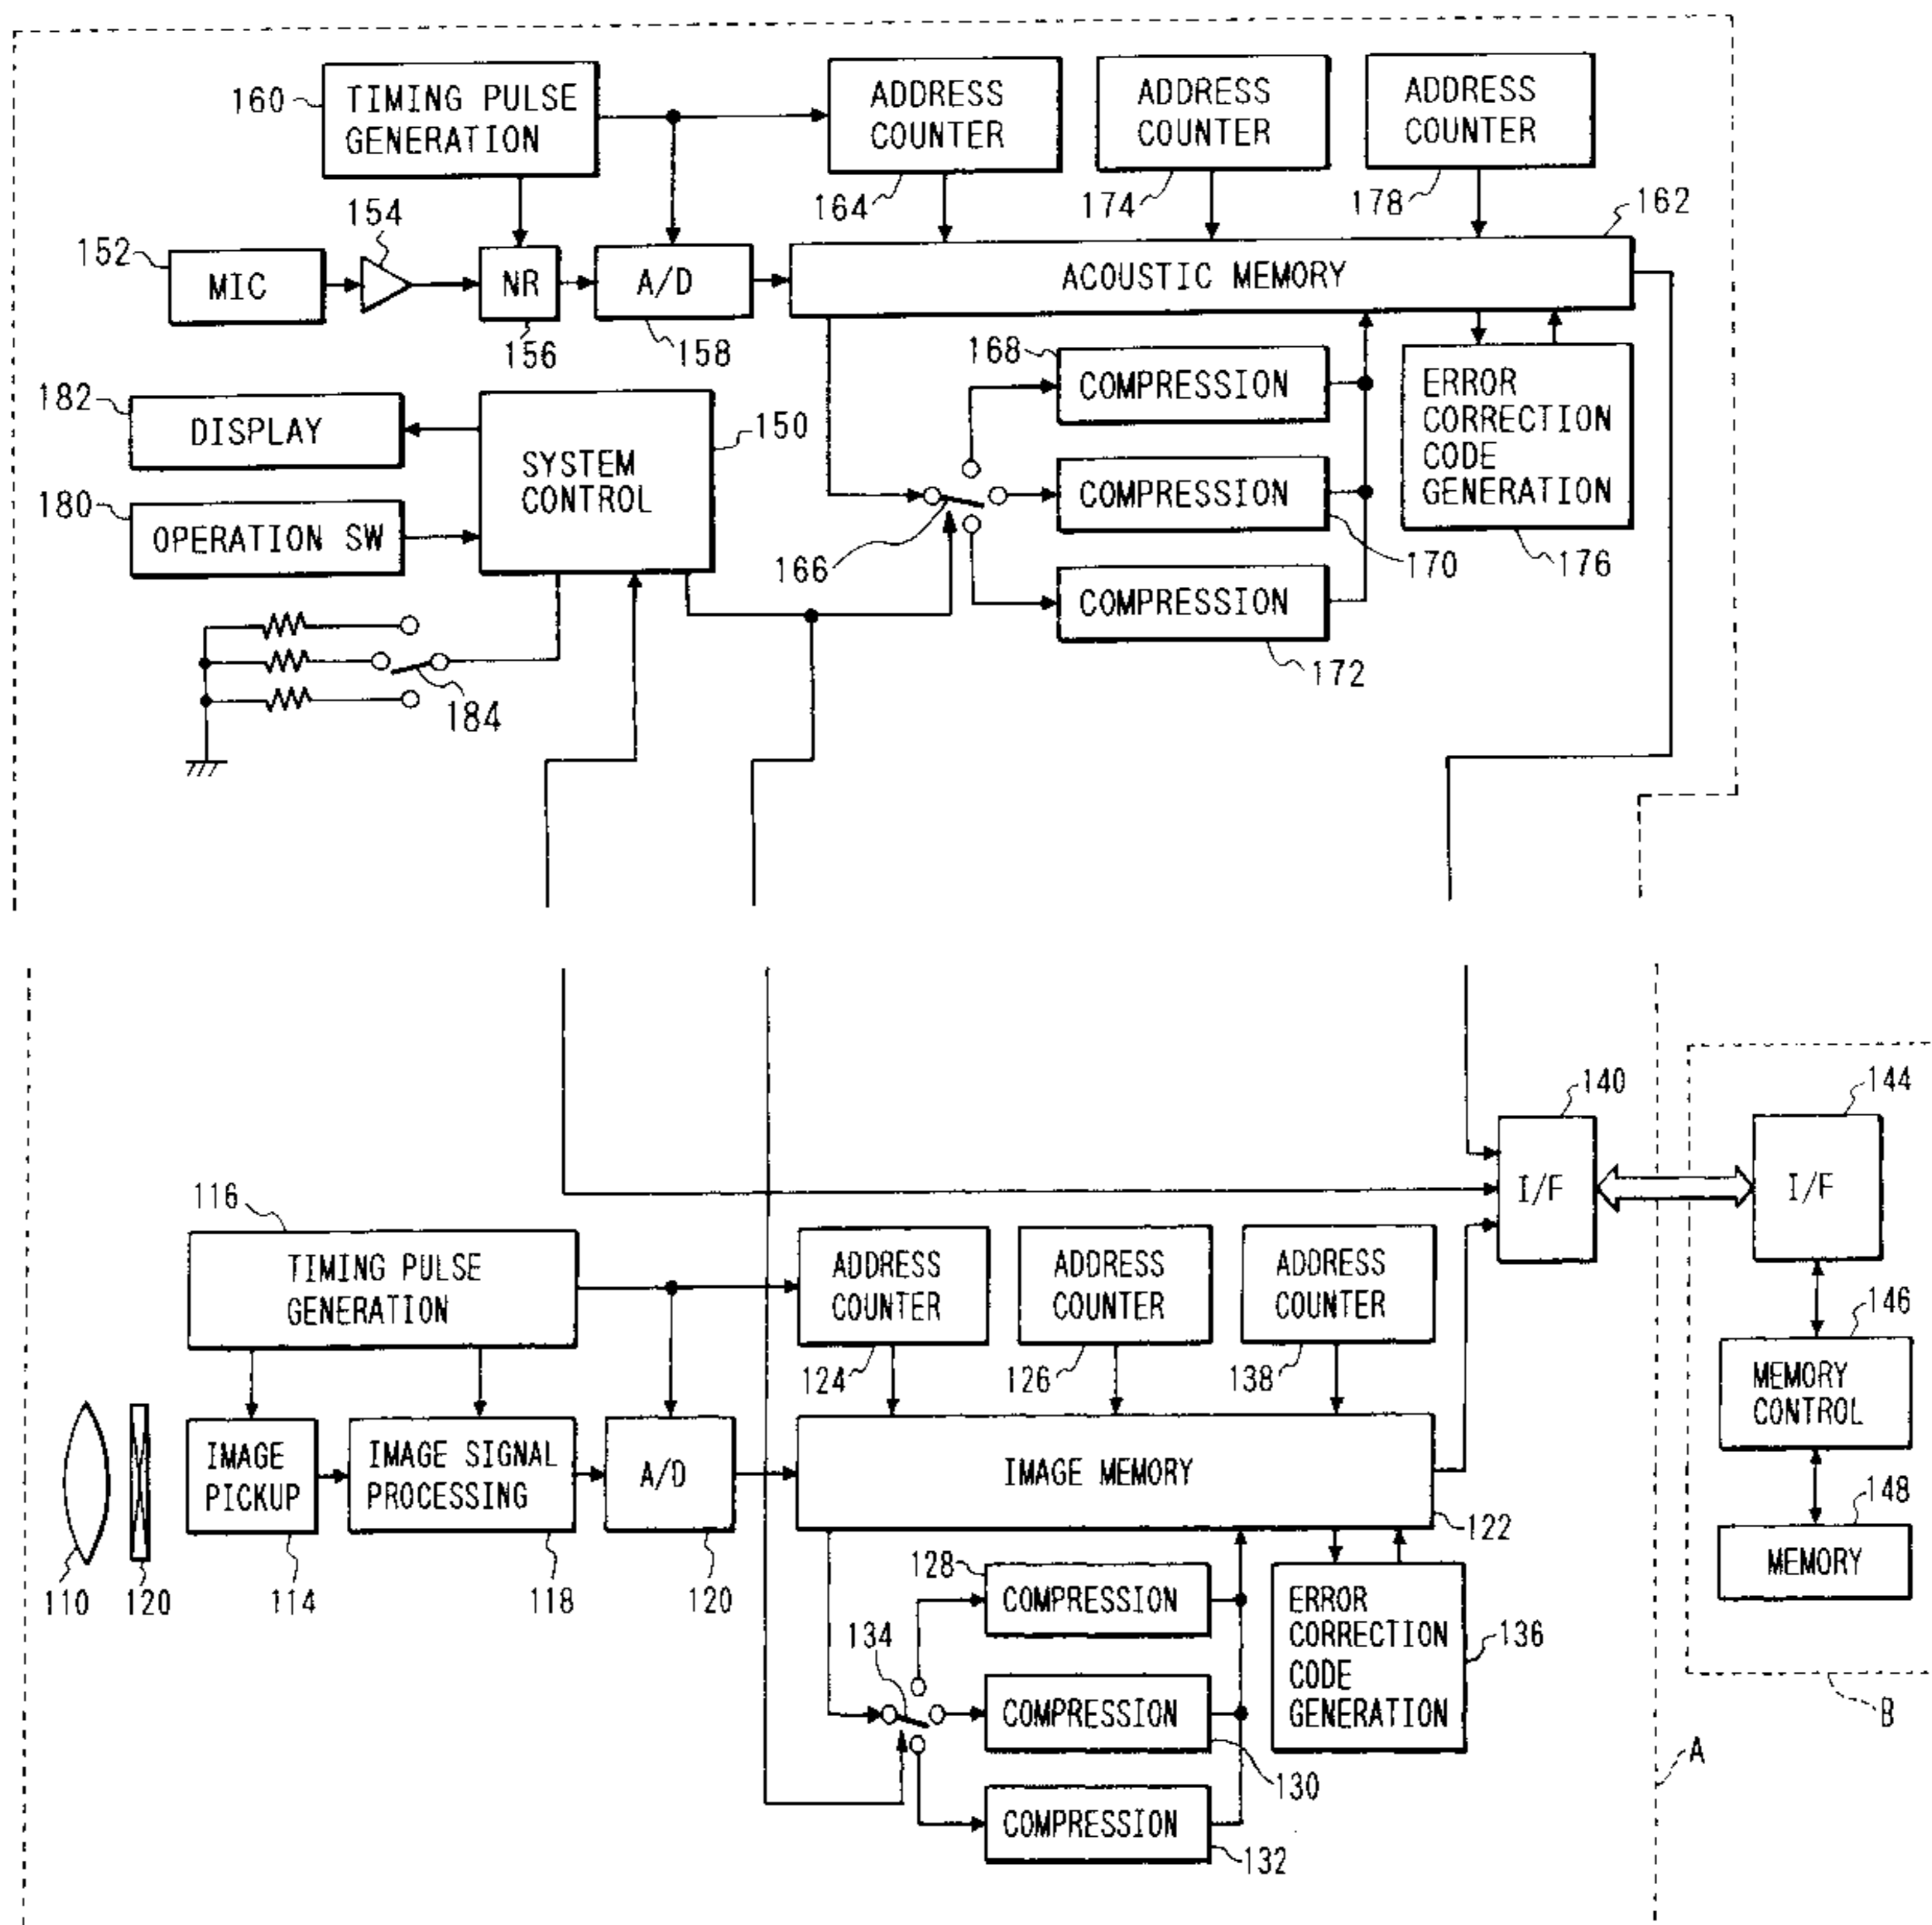 160
TIMING PULSE
GENERATION
ADDRESS
COUNTER
164
ADDRESS
COUNTER
174
ADDRESS
COUNTER
178
162
152
MIC
154
NR
156
A/D
158
ACOUSTIC MEMORY
182
DISPLAY
180
OPERATION SW
SYSTEM
CONTROL
150
184
166
168
COMPRESSION
COMPRESSION
170
COMPRESSION
172
ERROR
CORRECTION
CODE
GENERATION
176
140
I/F
144
I/F
146
MEMORY
CONTROL
148
MEMORY
B
A
116
TIMING PULSE
GENERATION
ADDRESS
COUNTER
124
ADDRESS
COUNTER
126
ADDRESS
COUNTER
138
110
120
IMAGE
PICKUP
114
IMAGE SIGNAL
PROCESSING
118
A/D
120
IMAGE MEMORY
122
134
128
COMPRESSION
COMPRESSION
130
COMPRESSION
132
ERROR
CORRECTION
CODE
GENERATION
136